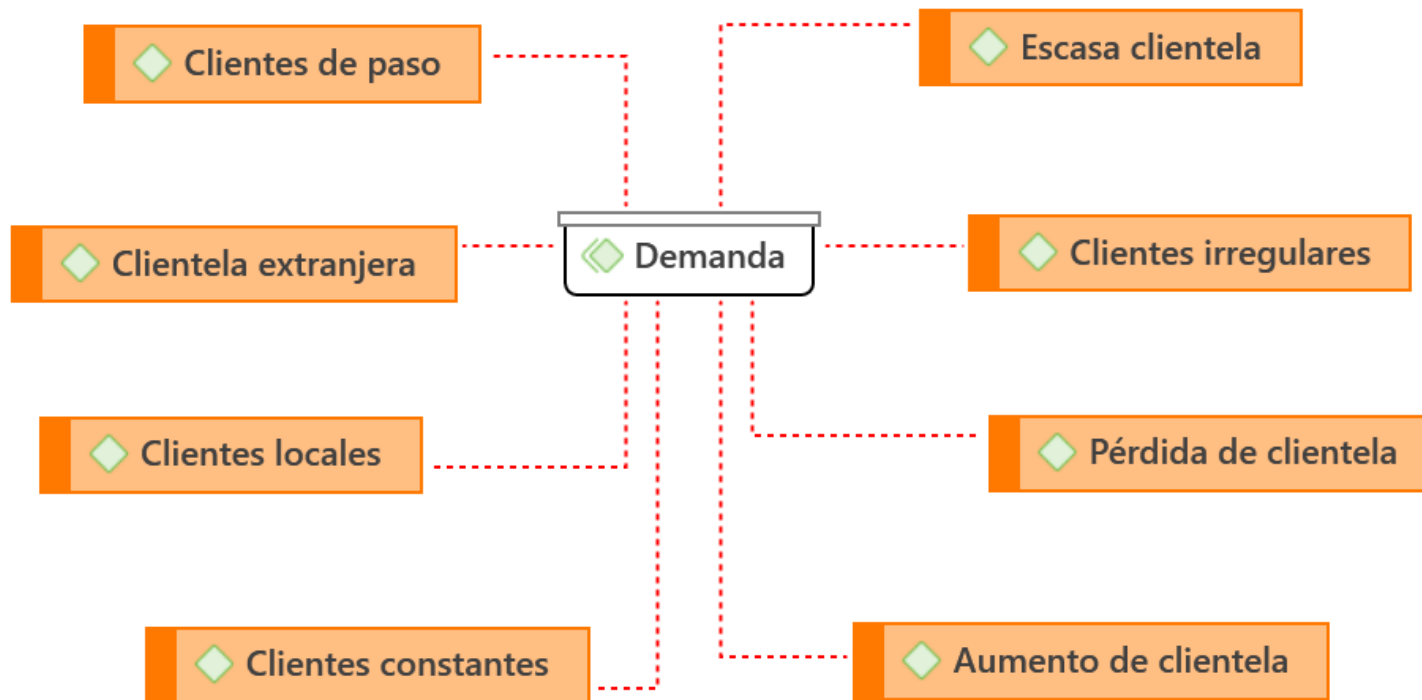 Clientes de paso
Escasa clientela
Clientela extranjera
Demanda
Clientes irregulares
Clientes locales
Pérdida de clientela
Clientes constantes
Aumento de clientela